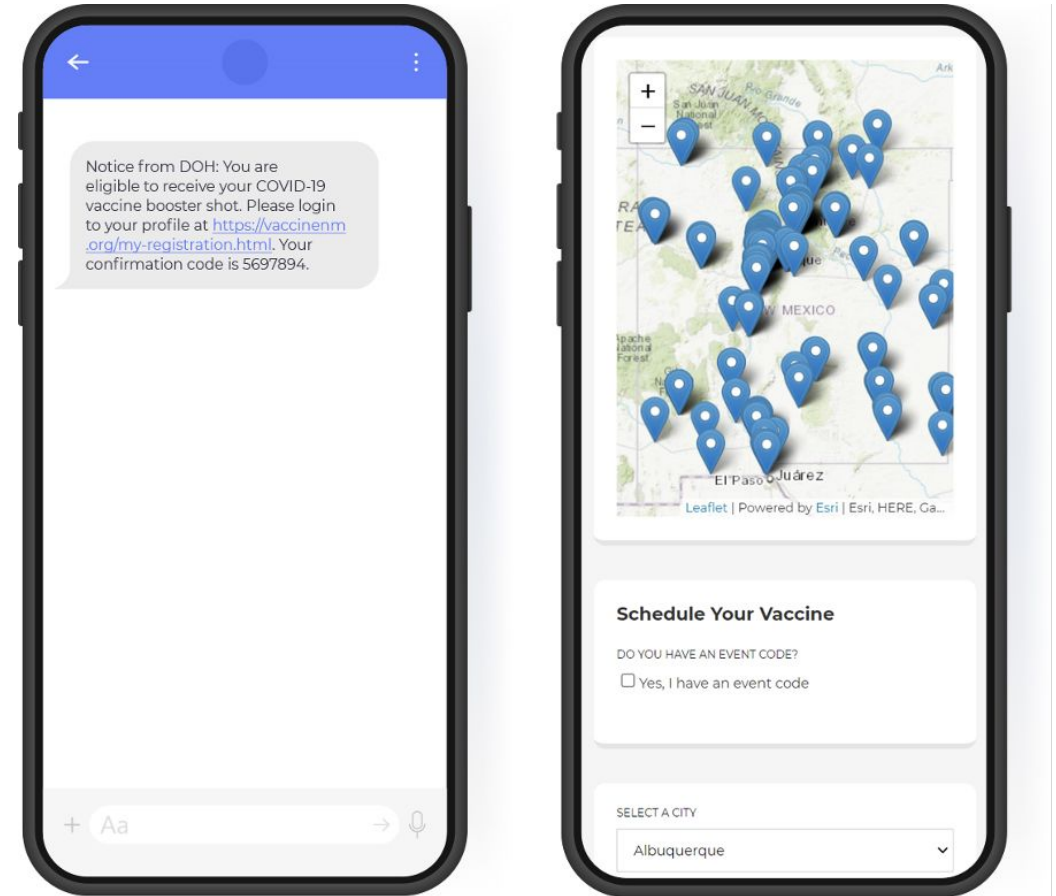 Notice from DOH: You are
eligible to receive your COVID-19
vaccine booster shot. Please login
to your profile at https://vaccinenm
.org/my-registration.html. Your
confirmation code is 5697894.
+ Aa
+
−
Ark
SAN JUAN
Rio Grande
San Juan
National
MEXICO
Apache
National
Forest
El Paso Juárez
Leaflet | Powered by Esri | Esri, HERE, Ga...
Schedule Your Vaccine
DO YOU HAVE AN EVENT CODE?
Yes, I have an event code
SELECT A CITY
Albuquerque